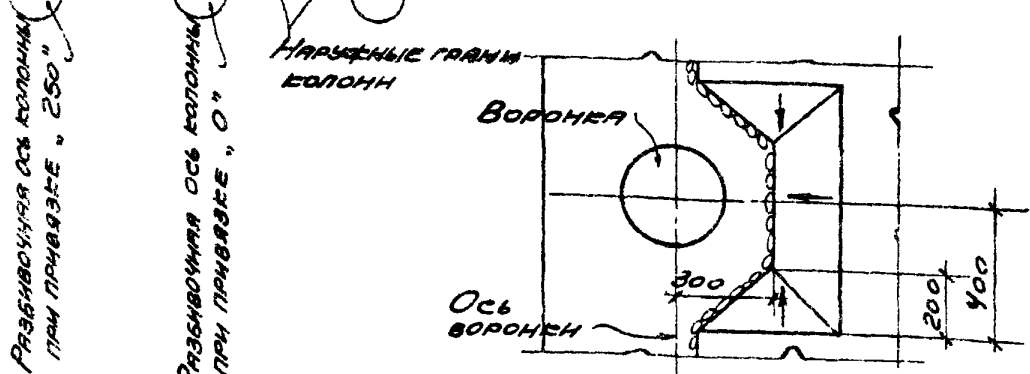 Разбивочная ось колонны
при привязке „250"
Разбивочная ось колонны
при привязке „0"
Наружные грани
колонн
Воронка
Ось
воронки
300
200
400